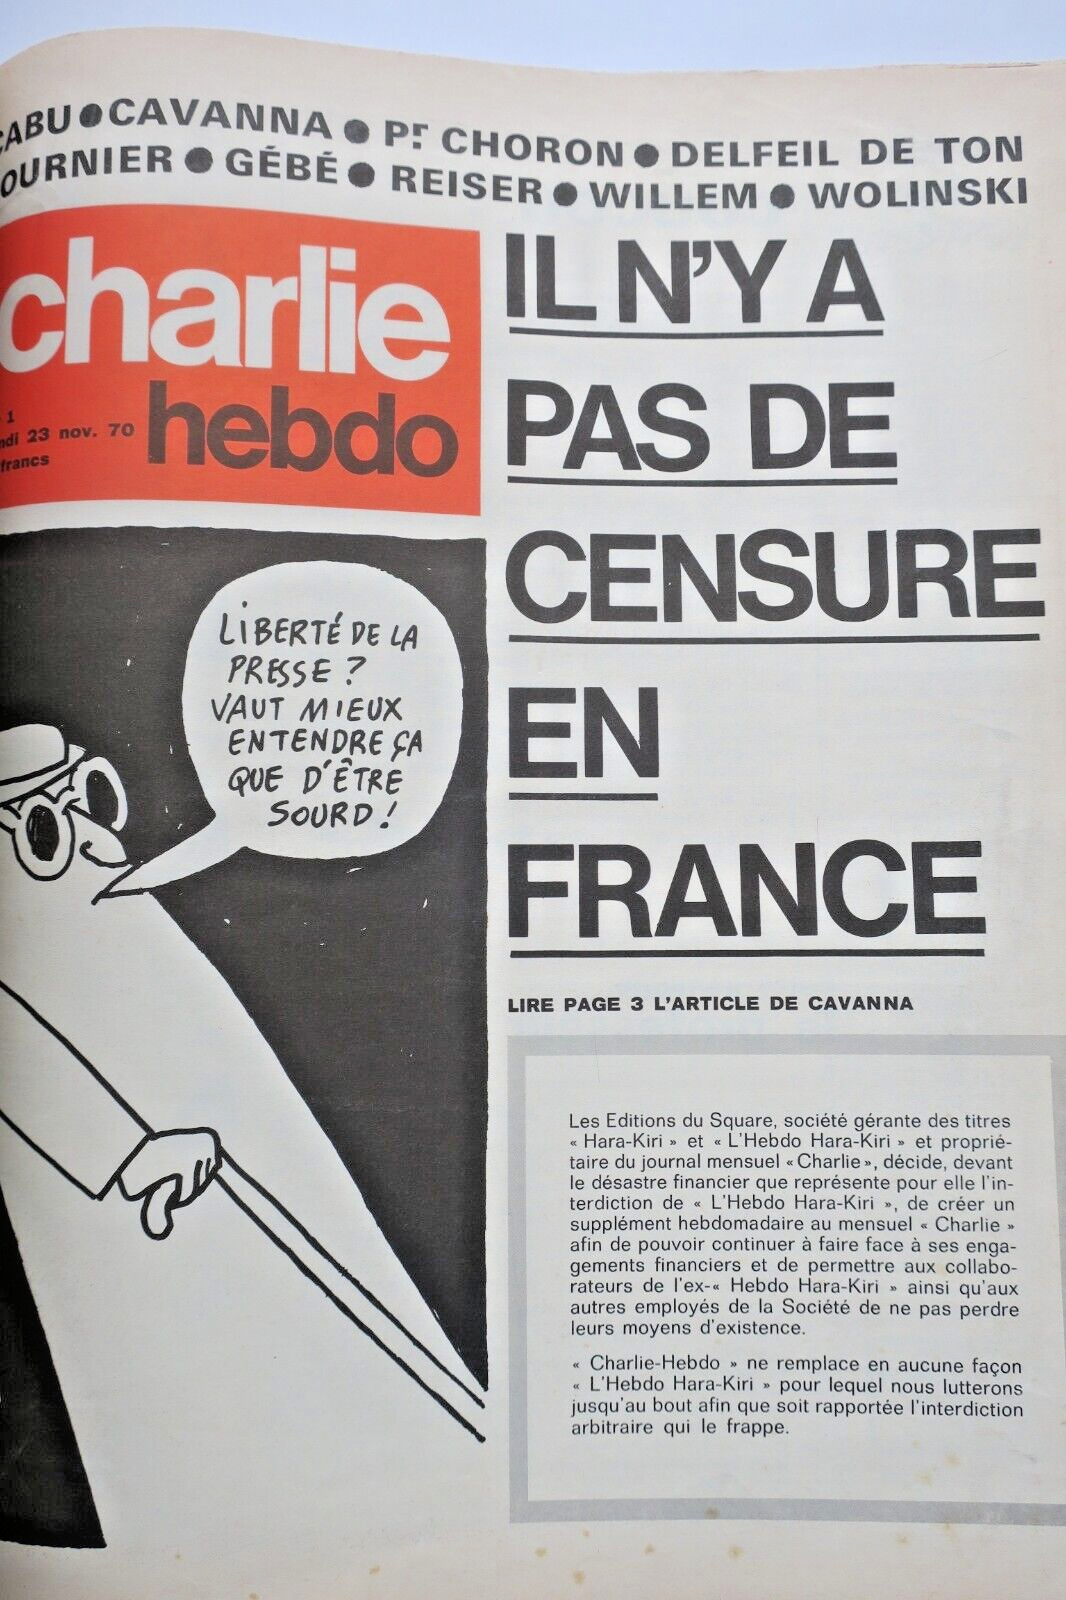 CABU ● CAVANNA ● Pr CHORON ● DELFEIL DE TON
OURNIER ● GÉBÉ ● REISER ● WILLEM ● WOLINSKI
charlie
hebdo
1
ndi 23 nov. 70
francs
IL N'Y A
PAS DE
CENSURE
EN
FRANCE
LIRE PAGE 3 L'ARTICLE DE CAVANNA
LIBERTÉ DE LA
PRESSE ?
VAUT MIEUX
ENTENDRE ÇA
QUE D'ÊTRE
SOURD !
Les Editions du Square, société gérante des titres
« Hara-Kiri » et « L'Hebdo Hara-Kiri » et proprié-
taire du journal mensuel « Charlie », décide, devant
le désastre financier que représente pour elle l'in-
terdiction de « L'Hebdo Hara-Kiri », de créer un
supplément hebdomadaire au mensuel « Charlie »
afin de pouvoir continuer à faire face à ses enga-
gements financiers et de permettre aux collabo-
rateurs de l'ex-« Hebdo Hara-Kiri » ainsi qu'aux
autres employés de la Société de ne pas perdre
leurs moyens d'existence.
« Charlie-Hebdo » ne remplace en aucune façon
« L'Hebdo Hara-Kiri » pour lequel nous lutterons
jusqu'au bout afin que soit rapportée l'interdiction
arbitraire qui le frappe.